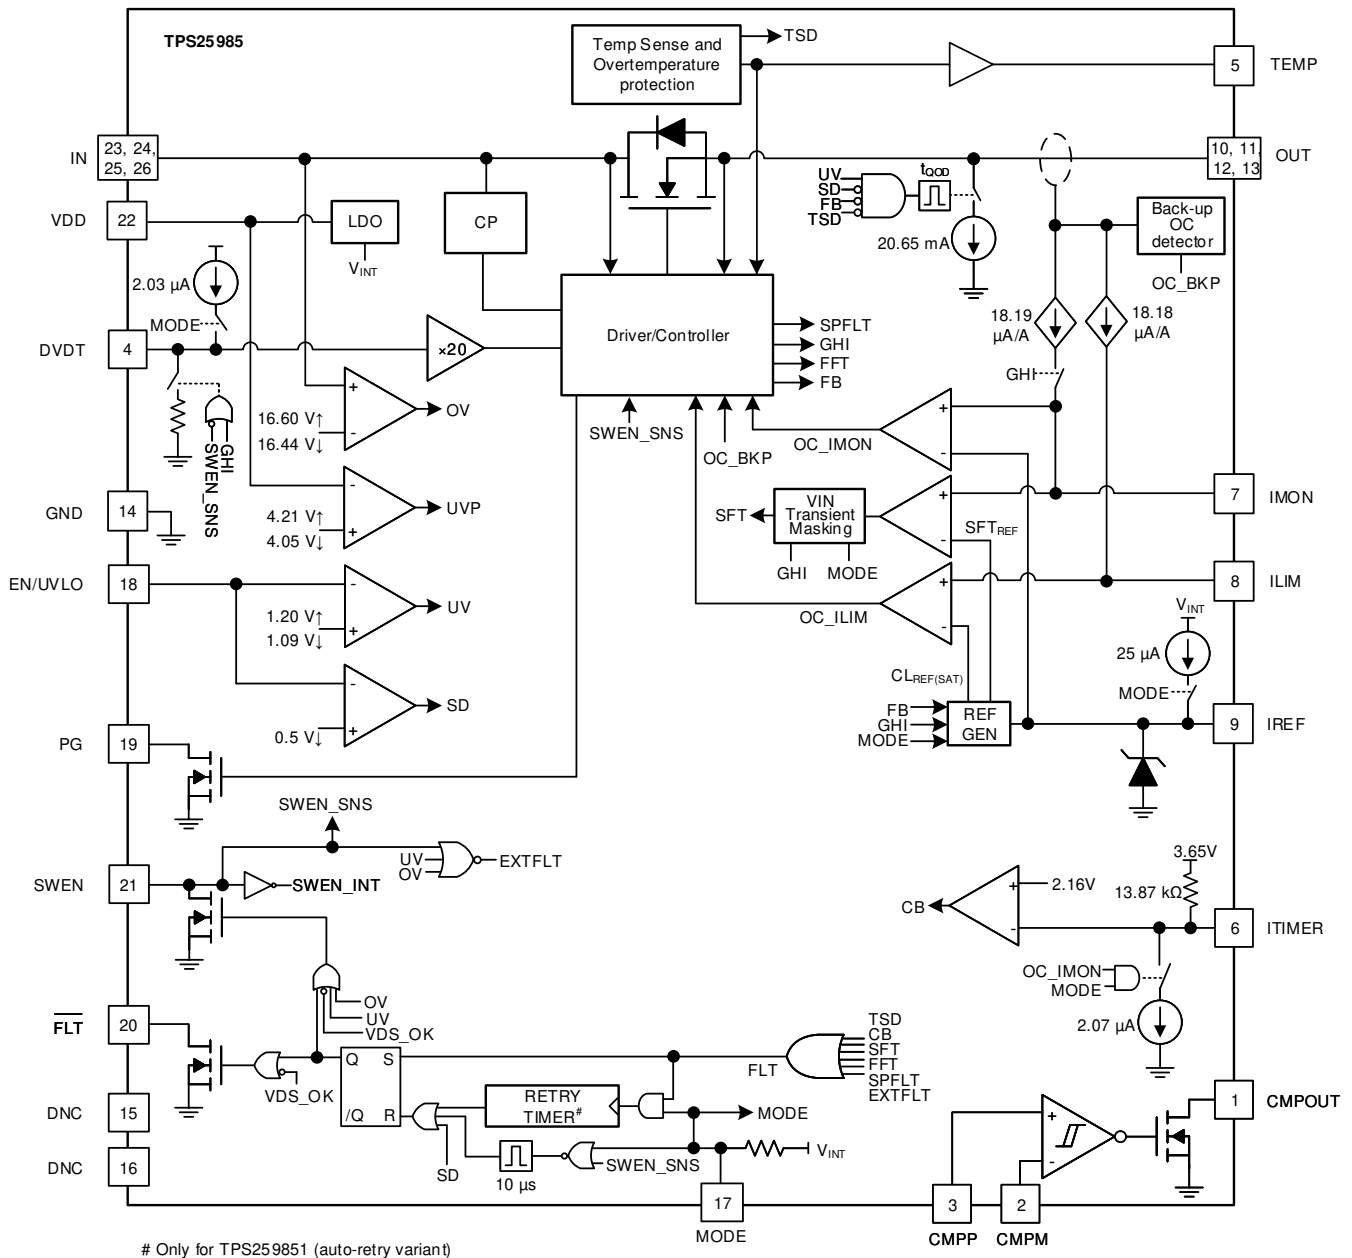 TPS25985
Temp Sense and
Overtemperature
protection
TSD
5
TEMP
IN
23, 24,
25, 26
10, 11,
12, 13
OUT
VDD
22
LDO
VINT
CP
UV
SD
FB
TSD
tQOD
20.65 mA
Back-up
OC
detector
OC_BKP
2.03 µA
MODE
DVDT
4
×20
Driver/Controller
SPFLT
GHI
FFT
FB
18.19
µA/A
18.18
µA/A
GHI
GHI
SWEN_SNS
+
-
16.60 V↑
16.44 V↓
OV
SWEN_SNS
OC_BKP
OC_IMON
+
-
GND
14
-
+
4.21 V↑
4.05 V↓
UVP
SFT
VIN
Transient
Masking
GHI
MODE
+
-
SFTREF
7
IMON
EN/UVLO
18
-
+
1.20 V↑
1.09 V↓
UV
OC_ILIM
+
-
8
ILIM
VINT
25 µA
MODE
-
+
0.5 V↓
SD
CLREF(SAT)
FB
GHI
MODE
REF
GEN
9
IREF
PG
19
SWEN_SNS
UV
OV
EXTFLT
SWEN
21
SWEN_INT
CB
+
-
2.16V
3.65V
13.87 kΩ
6
ITIMER
OC_IMON
MODE
2.07 µA
OV
UV
VDS_OK
FLT
20
VDS_OK
Q
S
/Q
R
FLT
TSD
CB
SFT
FFT
SPFLT
EXTFLT
RETRY
TIMER#
MODE
DNC
15
DNC
16
SD
10 µs
SWEN_SNS
VINT
17
MODE
+
-
1
CMPOUT
3
CMPP
2
CMPM
# Only for TPS259851 (auto-retry variant)